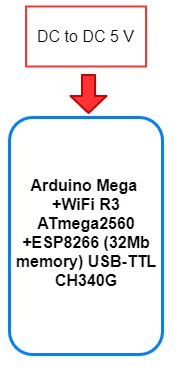 DC to DC 5 V
Arduino Mega
+WiFi R3
ATmega2560
+ESP8266 (32Mb
memory) USB-TTL
CH340G